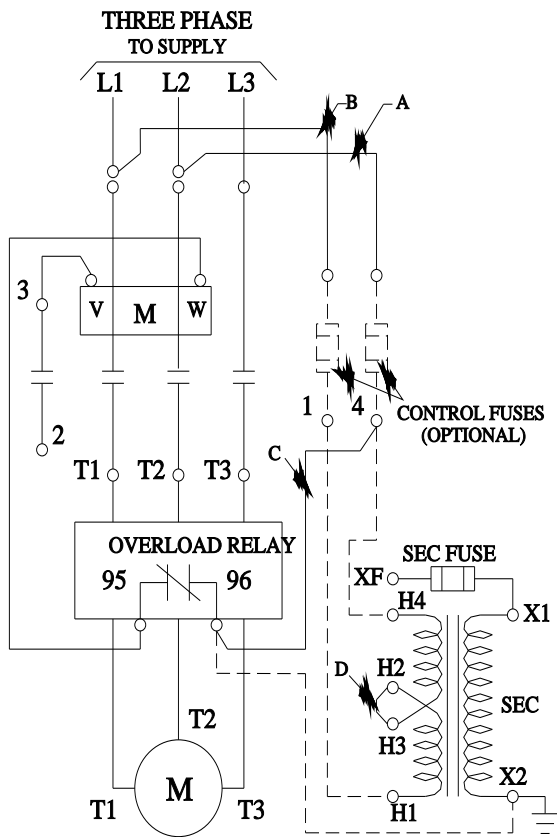 THREE PHASE
TO SUPPLY
L1 L2 L3
B A
3
V M W
2
1 4
CONTROL FUSES
(OPTIONAL)
C
T1 T2 T3
OVERLOAD RELAY
95 96
SEC FUSE
XF
H4 X1
D H2
SEC
H3
T2
M
X2
T1 T3
H1